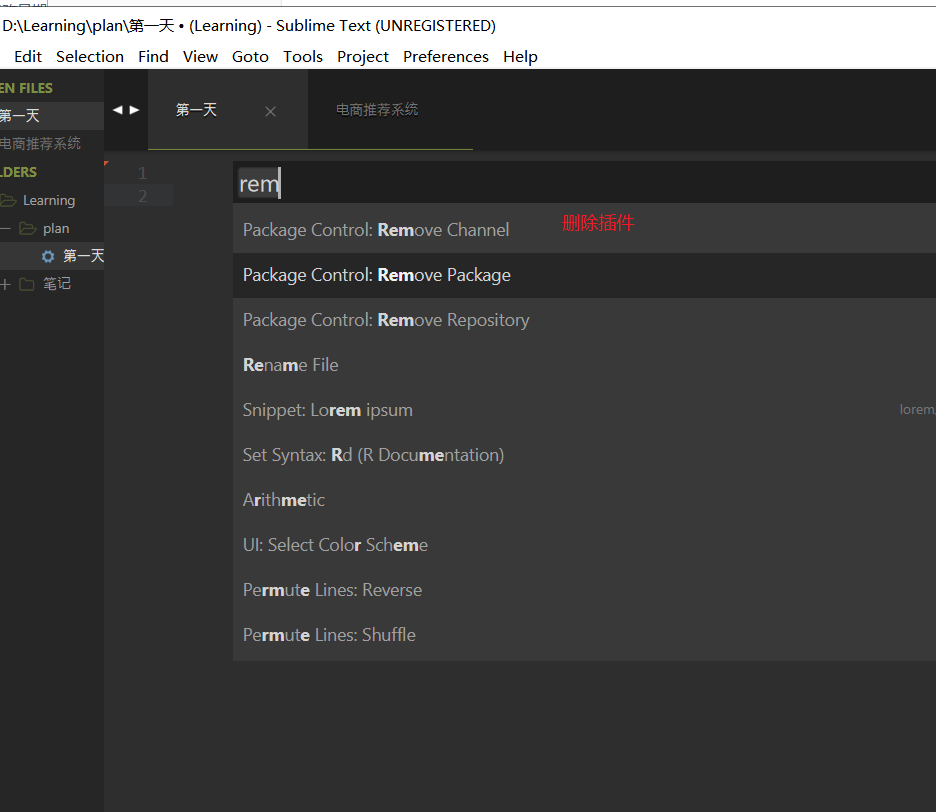 D:\Learning\plan\第一天 • (Learning) - Sublime Text (UNREGISTERED)
Edit Selection Find View Goto Tools Project Preferences Help
EN FILES
第一天
电商推荐系统
LDERS
Learning
plan
第一天
笔记
第一天 电商推荐系统
1
2
rem
Package Control: Remove Channel 删除插件
Package Control: Remove Package
Package Control: Remove Repository
Rename File
Snippet: Lorem ipsum lorem,
Set Syntax: Rd (R Documentation)
Arithmetic
UI: Select Color Scheme
Permute Lines: Reverse
Permute Lines: Shuffle